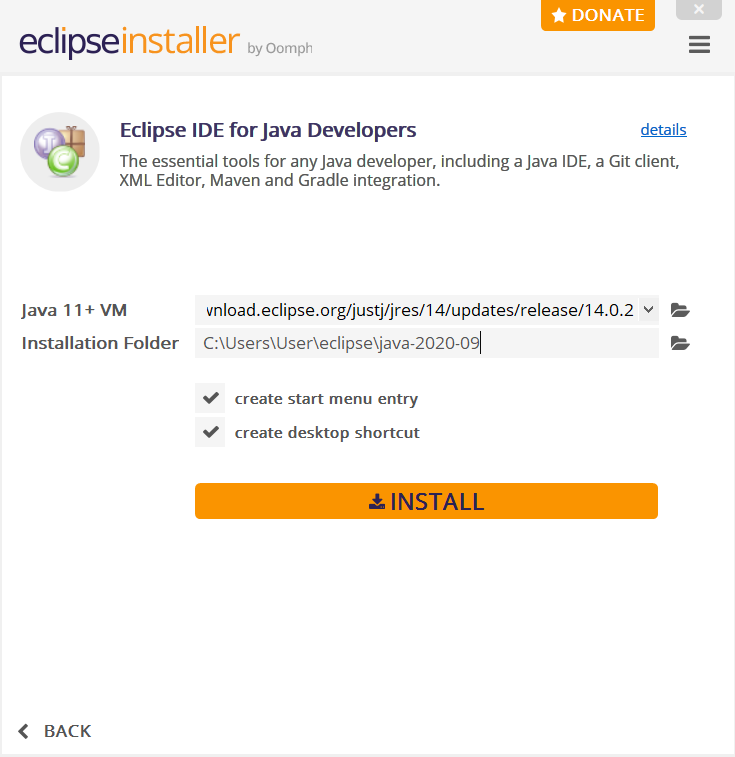 DONATE
eclipseinstaller by Oomph
Eclipse IDE for Java Developers
details
The essential tools for any Java developer, including a Java IDE, a Git client,
XML Editor, Maven and Gradle integration.
Java 11+ VM
wnload.eclipse.org/justj/jres/14/updates/release/14.0.2
Installation Folder
C:\Users\User\eclipse\java-2020-09
create start menu entry
create desktop shortcut
INSTALL
BACK